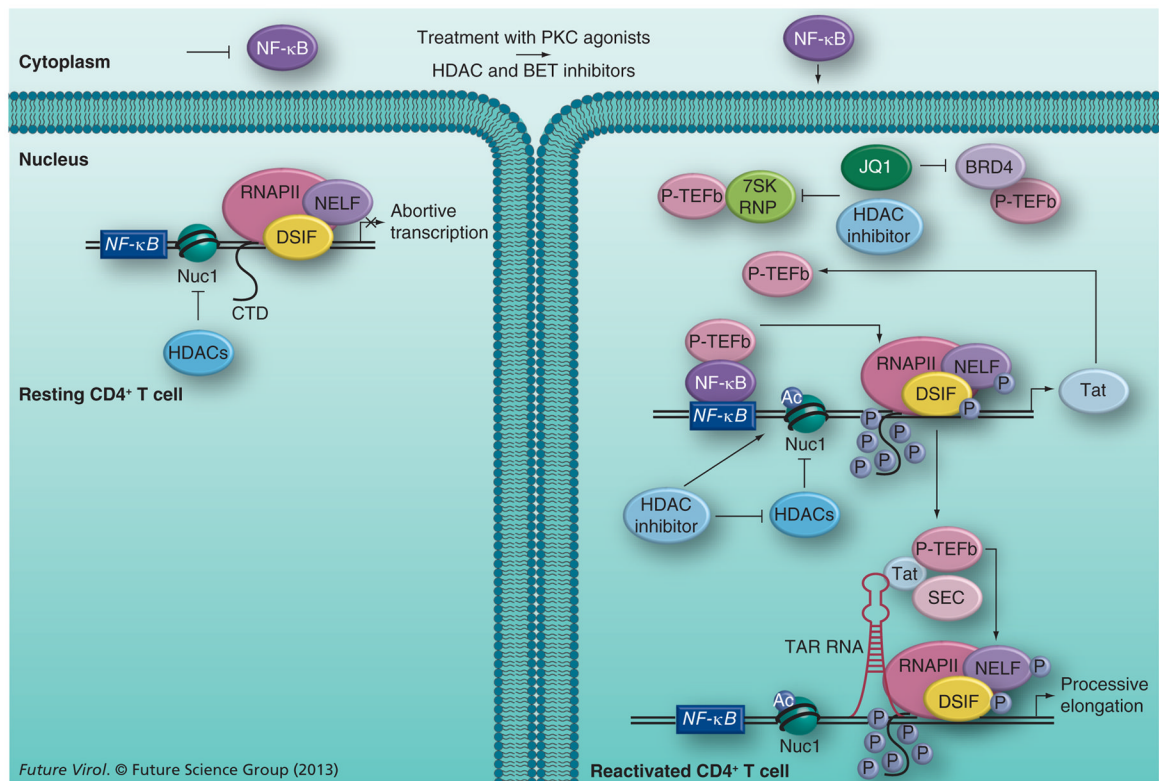 NF-κB
Treatment with PKC agonists
HDAC and BET inhibitors
NF-κB
Cytoplasm
Nucleus
RNAPII
NELF
DSIF
Abortive
transcription
NF-κB
Nuc1
CTD
HDACs
Resting CD4+ T cell
JQ1
BRD4
P-TEFb
P-TEFb
7SK
RNP
HDAC
inhibitor
P-TEFb
P-TEFb
NF-κB
NF-κB
Ac
Nuc1
RNAPII
NELF
P
DSIF
P
Tat
P
P
P
P
P
P
HDAC
inhibitor
HDACs
P-TEFb
Tat
SEC
TAR RNA
RNAPII
NELF
P
DSIF
P
Processive
elongation
NF-κB
Ac
Nuc1
P
P
P
P
P
P
Future Virol. © Future Science Group (2013)
Reactivated CD4+ T cell